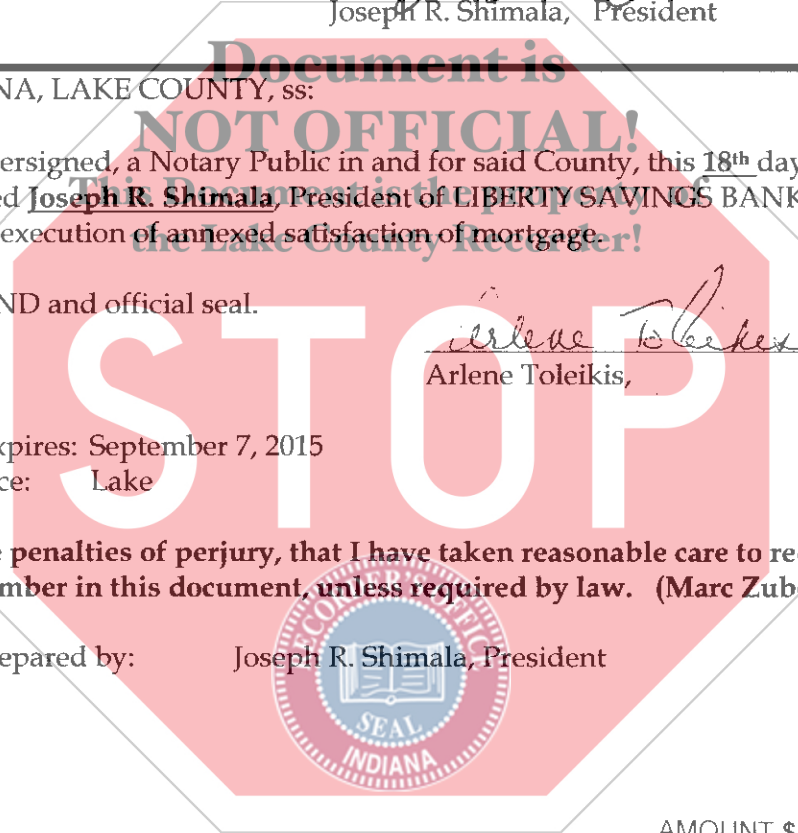 Joseph R. Shimala, President
Document is
NA, LAKE COUNTY, ss:
NOT OFFICIAL!
ersigned, a Notary Public in and for said County, this 18th day
This Document is the property
ed Joseph R. Shimala, President of LIBERTY SAVINGS BANK
the Lake County Recorder!
execution of annexed satisfaction of mortgage.
ND and official seal.
Arlene Toleikis
Arlene Toleikis,
STOP
xpires: September 7, 2015
ce: Lake
e penalties of perjury, that I have taken reasonable care to re
mber in this document, unless required by law. (Marc Zub
epared by: Joseph R. Shimala, President
RECORDER'S OFFICE
SEAL
INDIANA
AMOUNT $